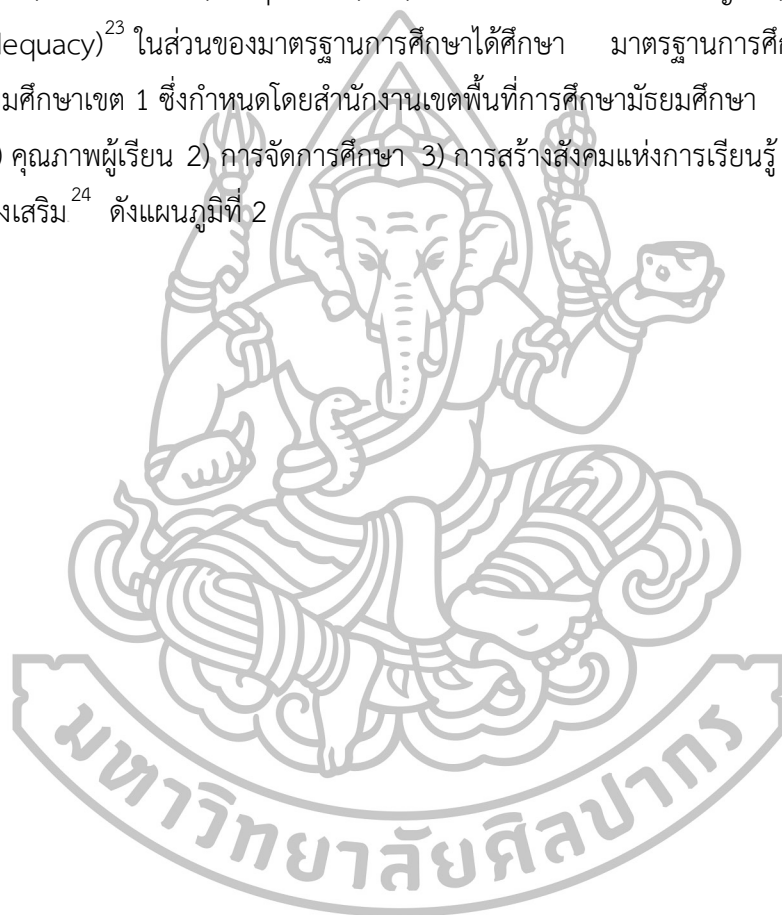 lequacy)²³ ในส่วนของมาตรฐานการศึกษาได้ศึกษา มาตรฐานการศึ
มศึกษาเขต 1 ซึ่งกำหนดโดยสำนักงานเขตพื้นที่การศึกษามัธยมศึกษา
) คุณภาพผู้เรียน 2) การจัดการศึกษา 3) การสร้างสังคมแห่งการเรียนรู้
งเสริม ²⁴ ดังแผนภูมิที่ 2
มหาวิทยาลัยศิลปากร